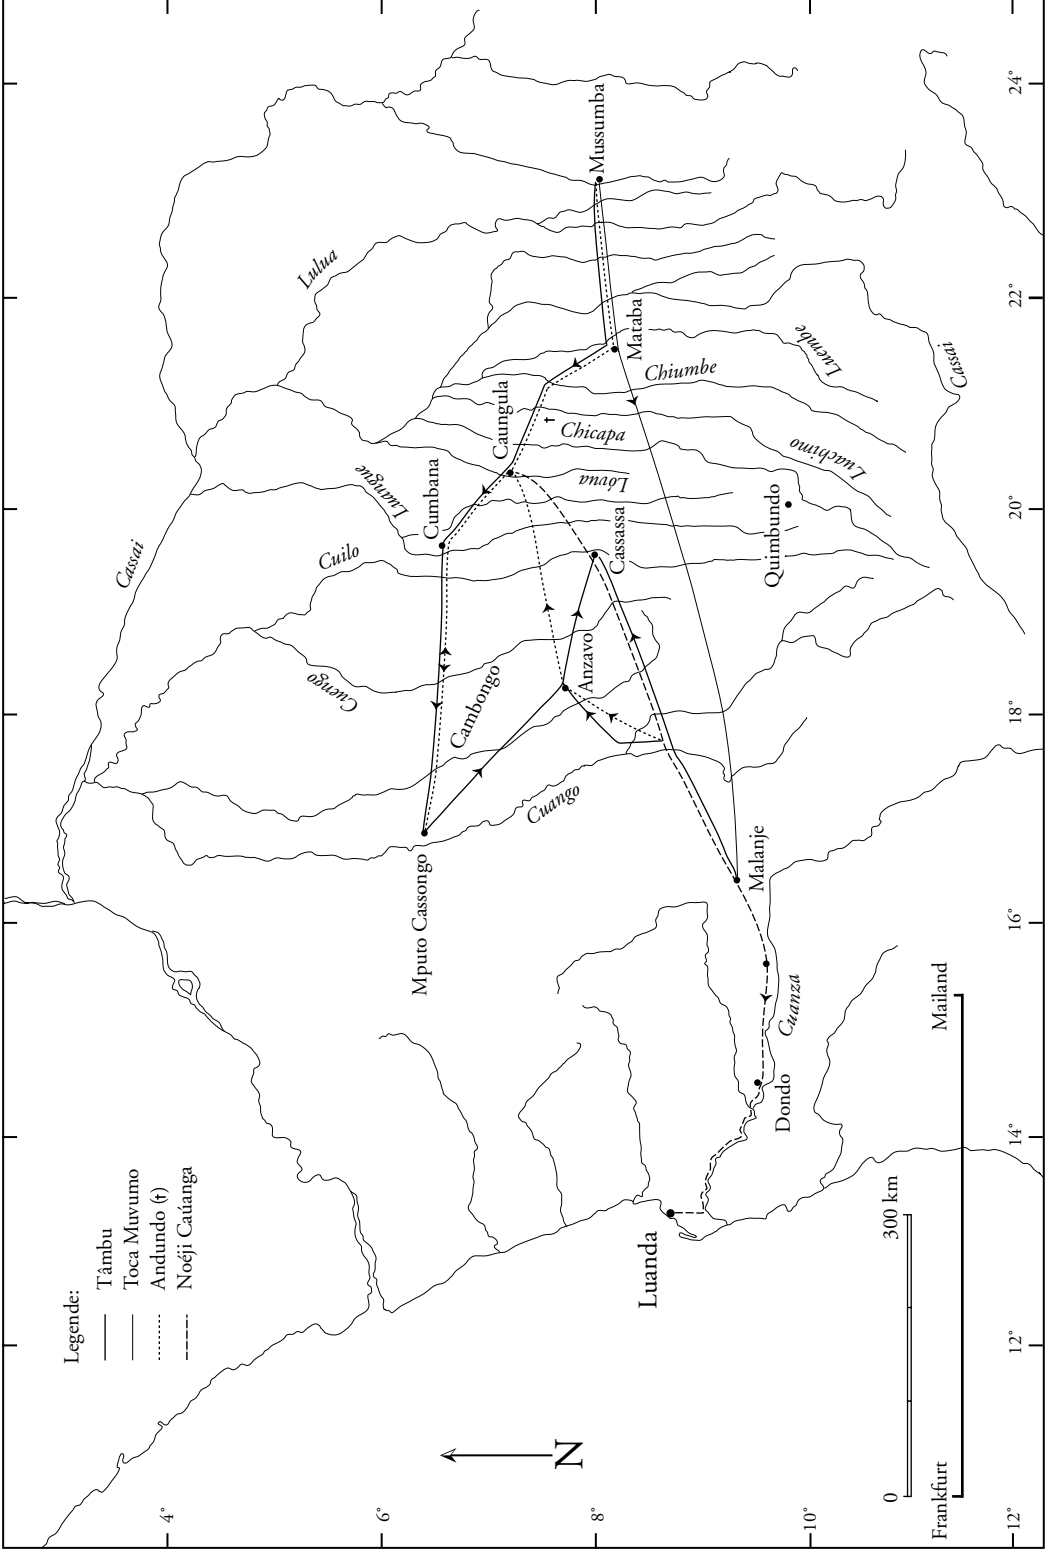 Legende:
Tâmbu
Toca Muvumo
Andundo (†)
Noéji Caúanga
4°
6°
8°
10°
12°
12°
14°
16°
18°
20°
22°
24°
N
Cassai
Lulua
Luangue
Cuilo
Cuengo
Cuango
Cambongo
Cumbana
Caungula
†
Chicapa
Lóvua
Chiumbe
Luembe
Luachimo
Cassai
Mussumba
Mataba
Cassassa
Quimbundo
Anzavo
Mputo Cassongo
Malanje
Cuanza
Dondo
Luanda
0
300 km
Frankfurt
Mailand